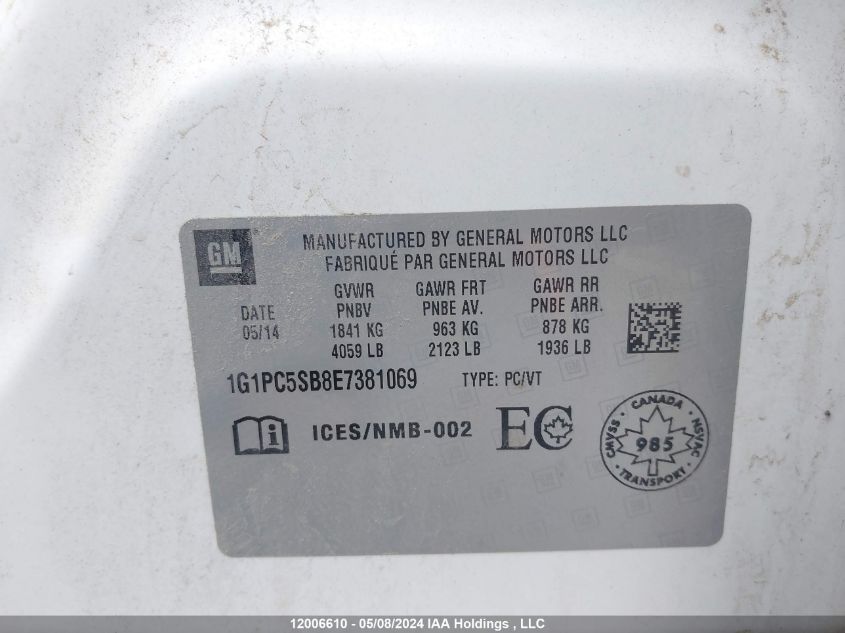 GM
MANUFACTURED BY GENERAL MOTORS LLC
FABRIQUÉ PAR GENERAL MOTORS LLC
DATE
05/14
GVWR
PNBV
1841 KG
4059 LB
GAWR FRT
PNBE AV.
963 KG
2123 LB
GAWR RR
PNBE ARR.
878 KG
1936 LB
1G1PC5SB8E7381069 TYPE: PC/VT
i ICES/NMB-002 EC
CANADA
CMVSS 985 NSVAC
TRANSPORT
12006610 - 05/08/2024 IAA Holdings , LLC